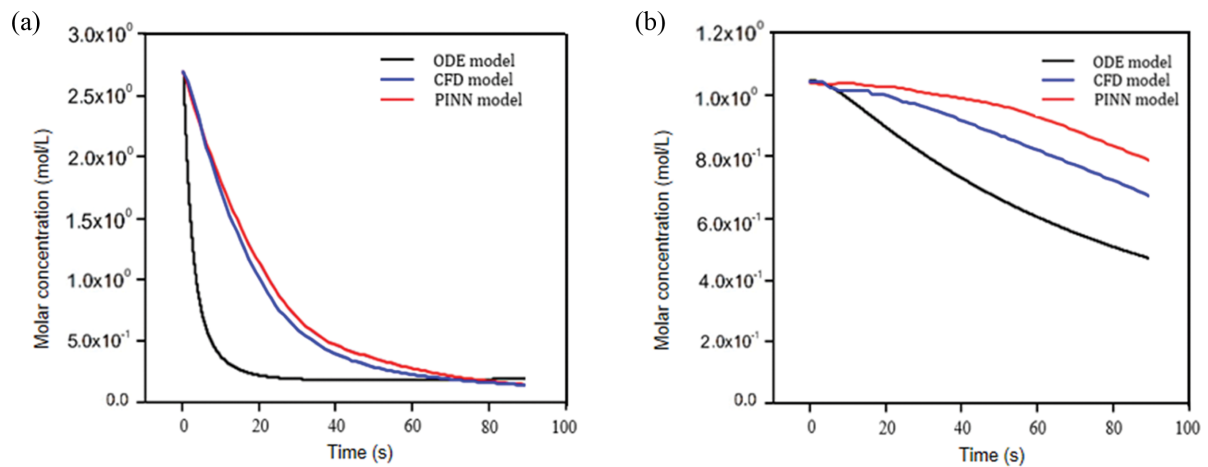 (a)
3.0x10⁰
2.5x10⁰
2.0x10⁰
1.5x10⁰
1.0x10⁰
5.0x10⁻¹
0.0
Molar concentration (mol/L)
ODE model
CFD model
PINN model
0 20 40 60 80 100
Time (s)
(b)
1.2x10⁰
1.0x10⁰
8.0x10⁻¹
6.0x10⁻¹
4.0x10⁻¹
2.0x10⁻¹
0.0
Molar concentration (mol/L)
ODE model
CFD model
PINN model
0 20 40 60 80 100
Time (s)